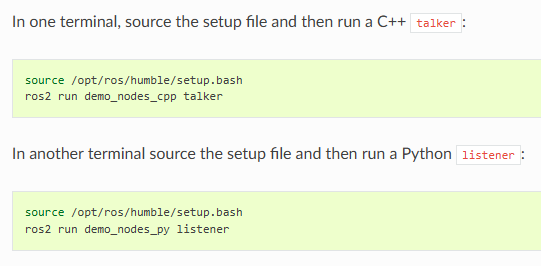 In one terminal, source the setup file and then run a C++ talker:
source /opt/ros/humble/setup.bash
ros2 run demo_nodes_cpp talker
In another terminal source the setup file and then run a Python listener:
source /opt/ros/humble/setup.bash
ros2 run demo_nodes_py listener